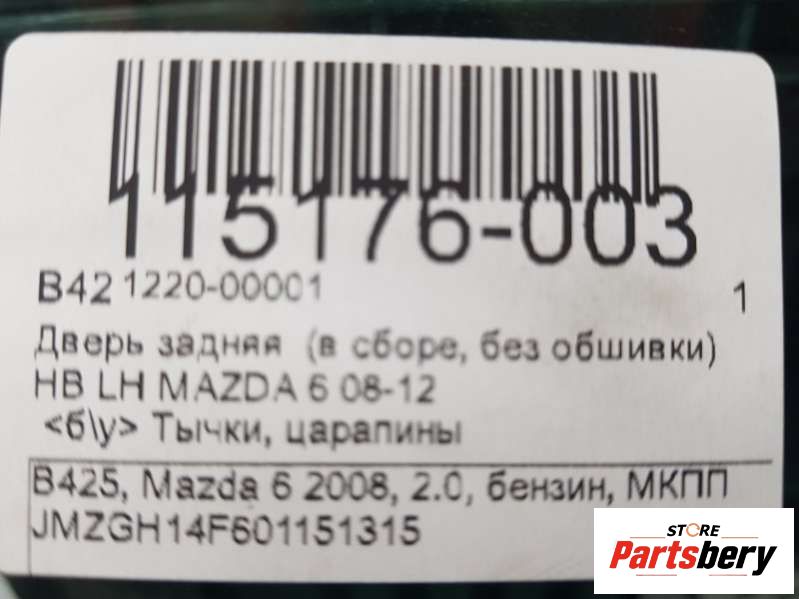 115176-003
B42 1220-00001
1
Дверь задняя (в сборе, без обшивки)
HB LH MAZDA 6 08-12
<б\у> Тычки, царапины
B425, Mazda 6 2008, 2.0, бензин, МКПП
JMZGH14F601151315
STORE
Partsbery